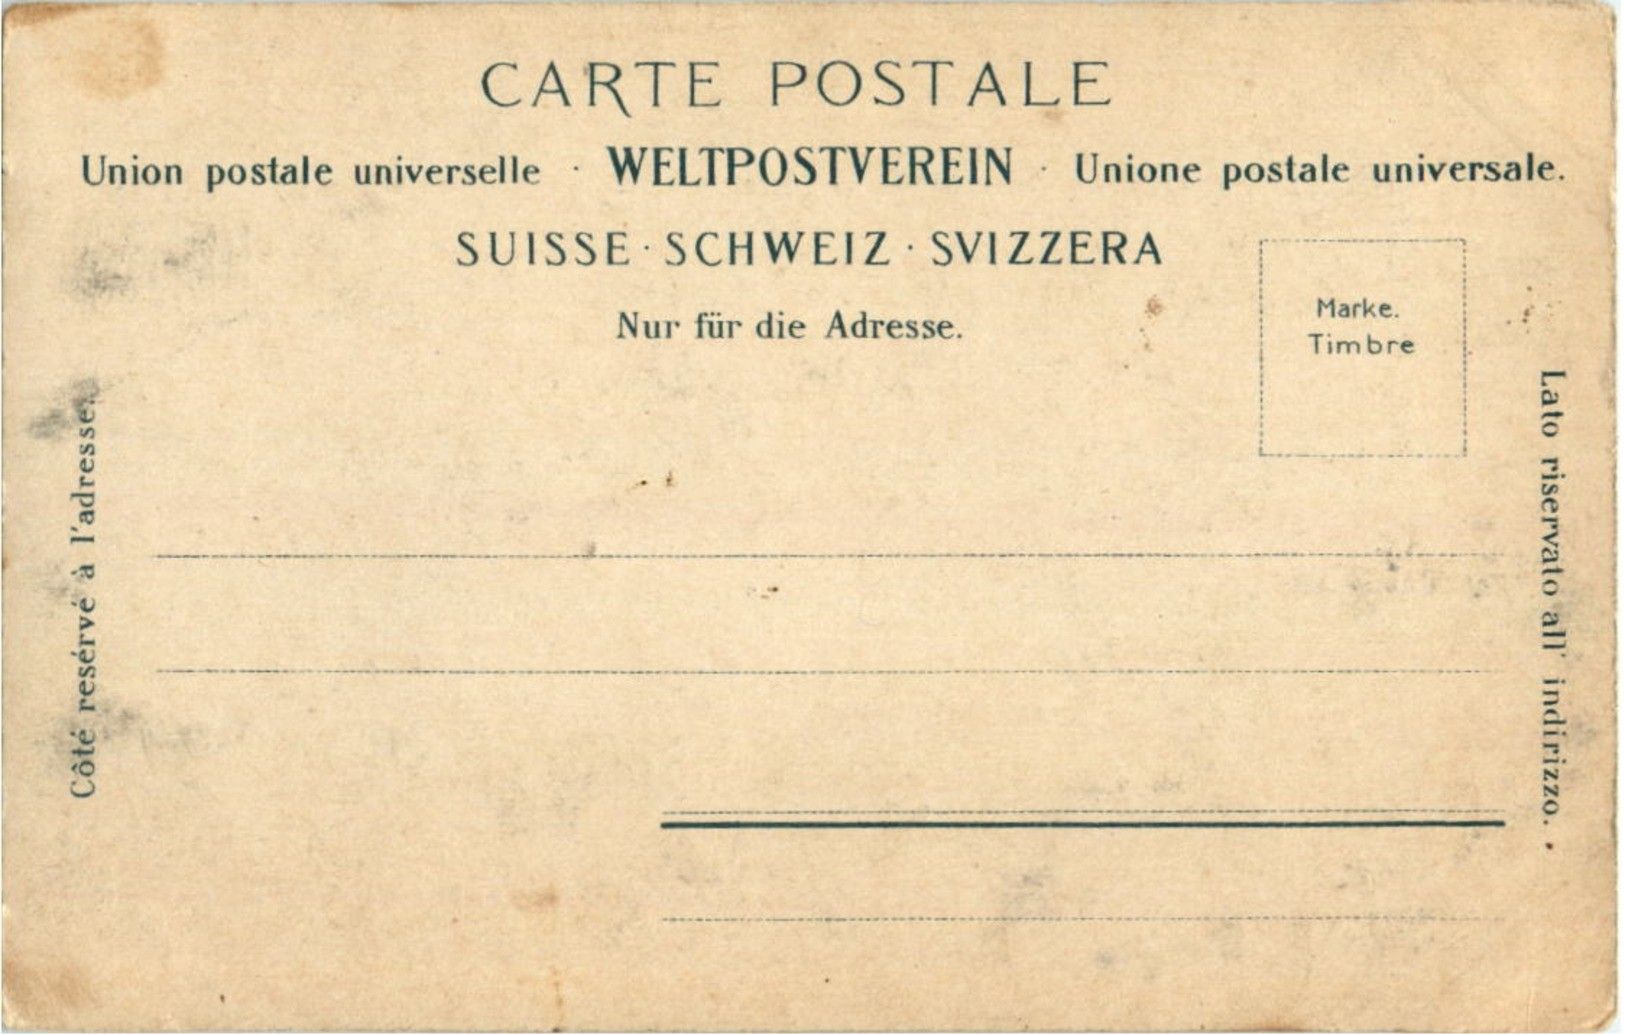 CARTE POSTALE
Union postale universelle · WELTPOSTVEREIN · Unione postale universale.
SUISSE · SCHWEIZ · SVIZZERA
Nur für die Adresse.
Marke.
Timbre
Côté resérvé à l'adresse.
Lato riservato all' indirizzo.